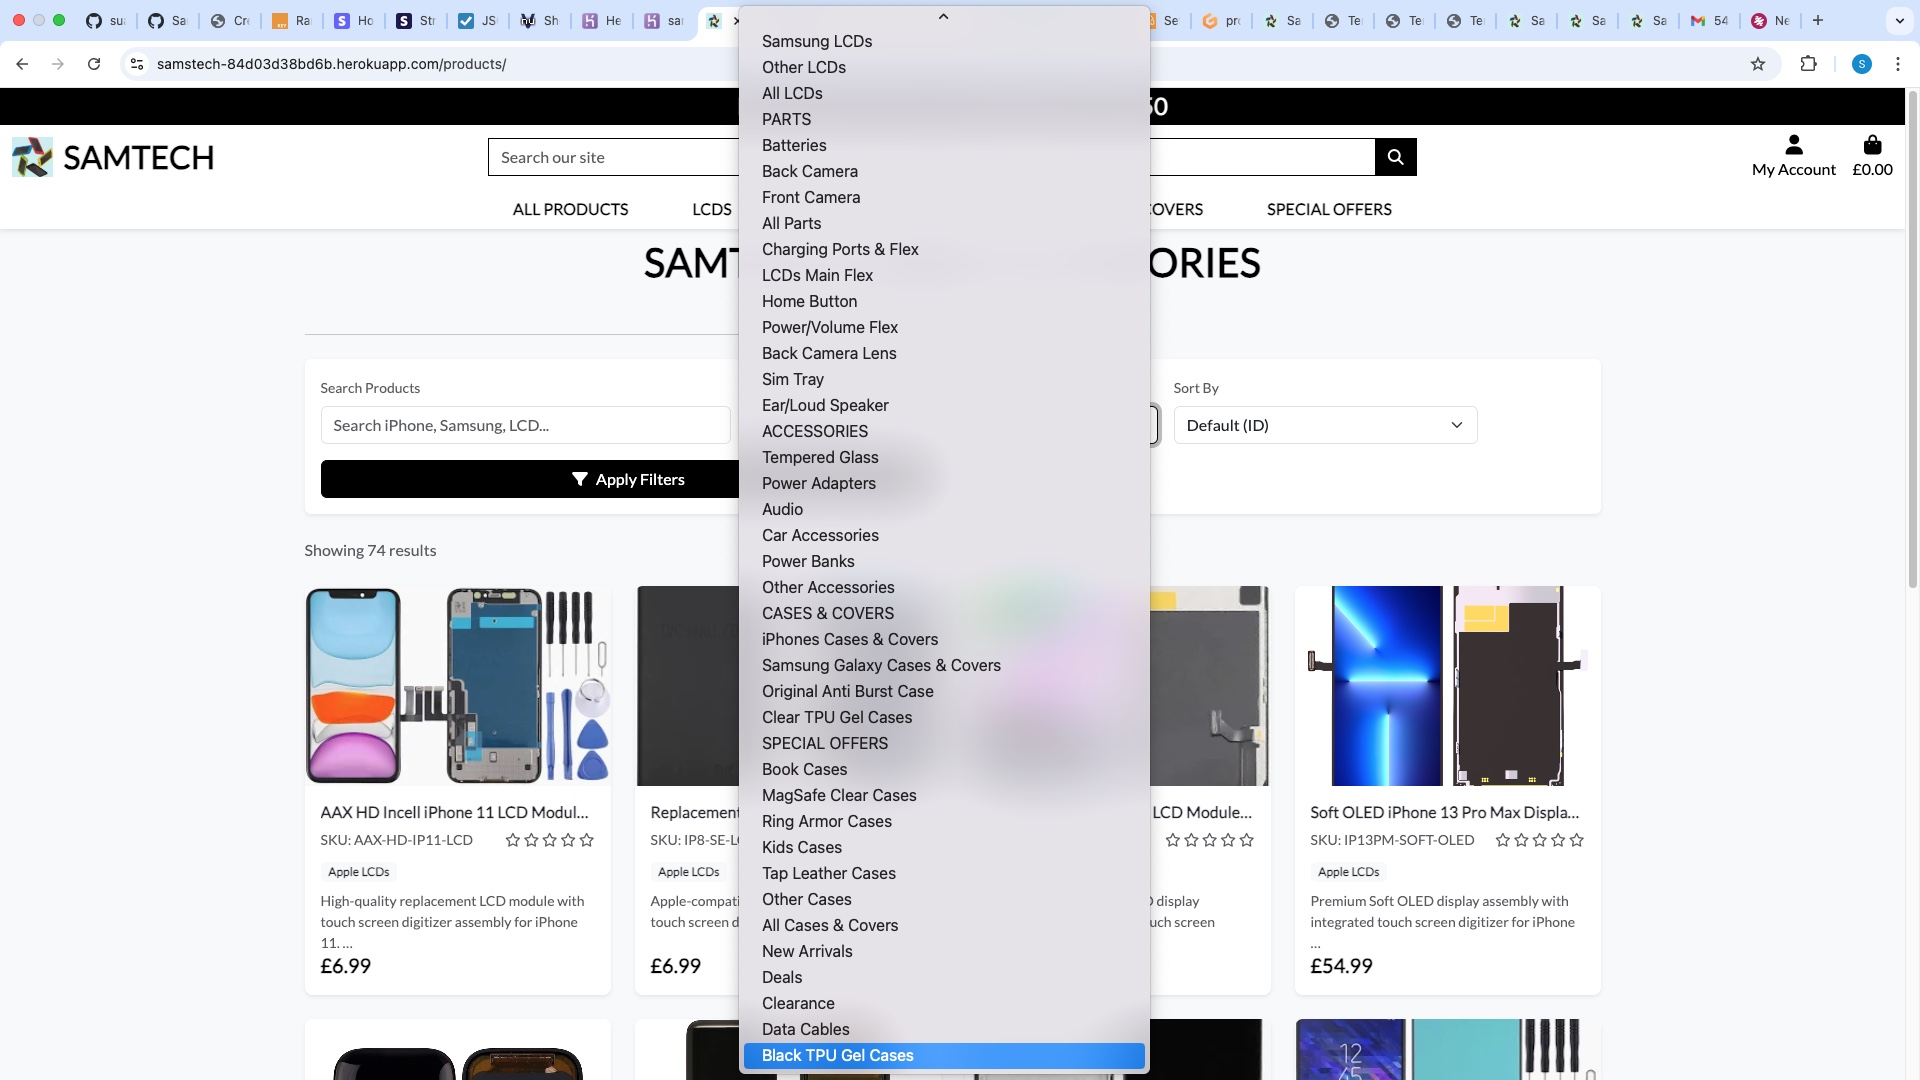 sua
Sa
Cre
Ra
Ho
Str
JS
Sh
He
sar
Se
pro
Sa
Te
Te
Te
Sa
Sa
Sa
54
Ne
samstech-84d03d38bd6b.herokuapp.com/products/
S
50
SAMTECH
Search our site
My Account
£0.00
ALL PRODUCTS
LCDS
COVERS
SPECIAL OFFERS
SAMT
ORIES
Search Products
Search iPhone, Samsung, LCD...
Sort By
Default (ID)
Apply Filters
Showing 74 results
Samsung LCDs
Other LCDs
All LCDs
PARTS
Batteries
Back Camera
Front Camera
All Parts
Charging Ports & Flex
LCDs Main Flex
Home Button
Power/Volume Flex
Back Camera Lens
Sim Tray
Ear/Loud Speaker
ACCESSORIES
Tempered Glass
Power Adapters
Audio
Car Accessories
Power Banks
Other Accessories
CASES & COVERS
iPhones Cases & Covers
Samsung Galaxy Cases & Covers
Original Anti Burst Case
Clear TPU Gel Cases
SPECIAL OFFERS
Book Cases
MagSafe Clear Cases
Ring Armor Cases
Kids Cases
Tap Leather Cases
Other Cases
All Cases & Covers
New Arrivals
Deals
Clearance
Data Cables
Black TPU Gel Cases
AAX HD Incell iPhone 11 LCD Modul...
SKU: AAX-HD-IP11-LCD
Apple LCDs
High-quality replacement LCD module with
touch screen digitizer assembly for iPhone
11. ...
£6.99
Replacement
SKU: IP8-SE-L
Apple LCDs
Apple-compati
touch screen d
£6.99
LCD Module...
display
uch screen
Soft OLED iPhone 13 Pro Max Displa...
SKU: IP13PM-SOFT-OLED
Apple LCDs
Premium Soft OLED display assembly with
integrated touch screen digitizer for iPhone
...
£54.99
12
45